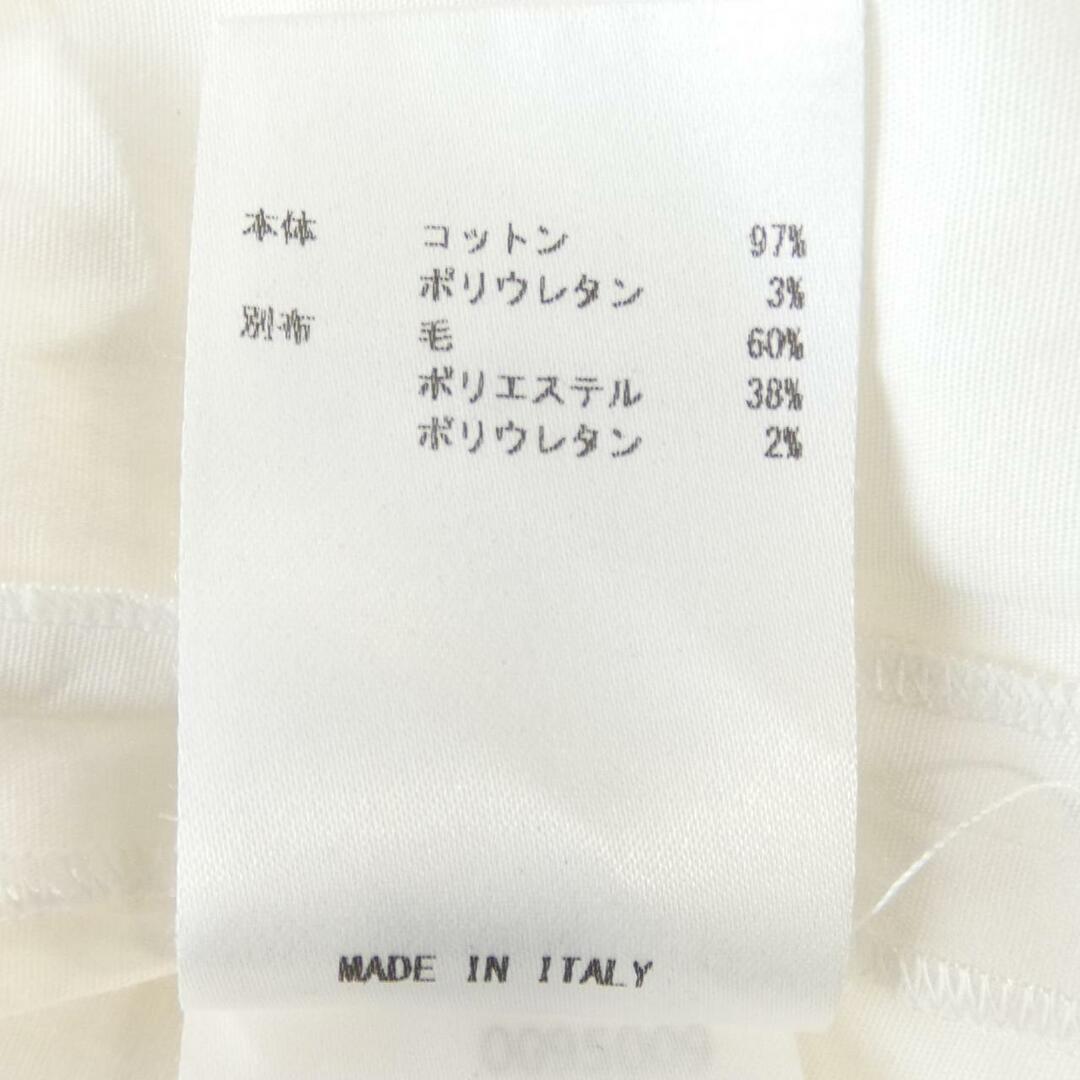 本体 コットン 97%
ポリウレタン 3%
別布 毛 60%
ポリエステル 38%
ポリウレタン 2%
MADE IN ITALY